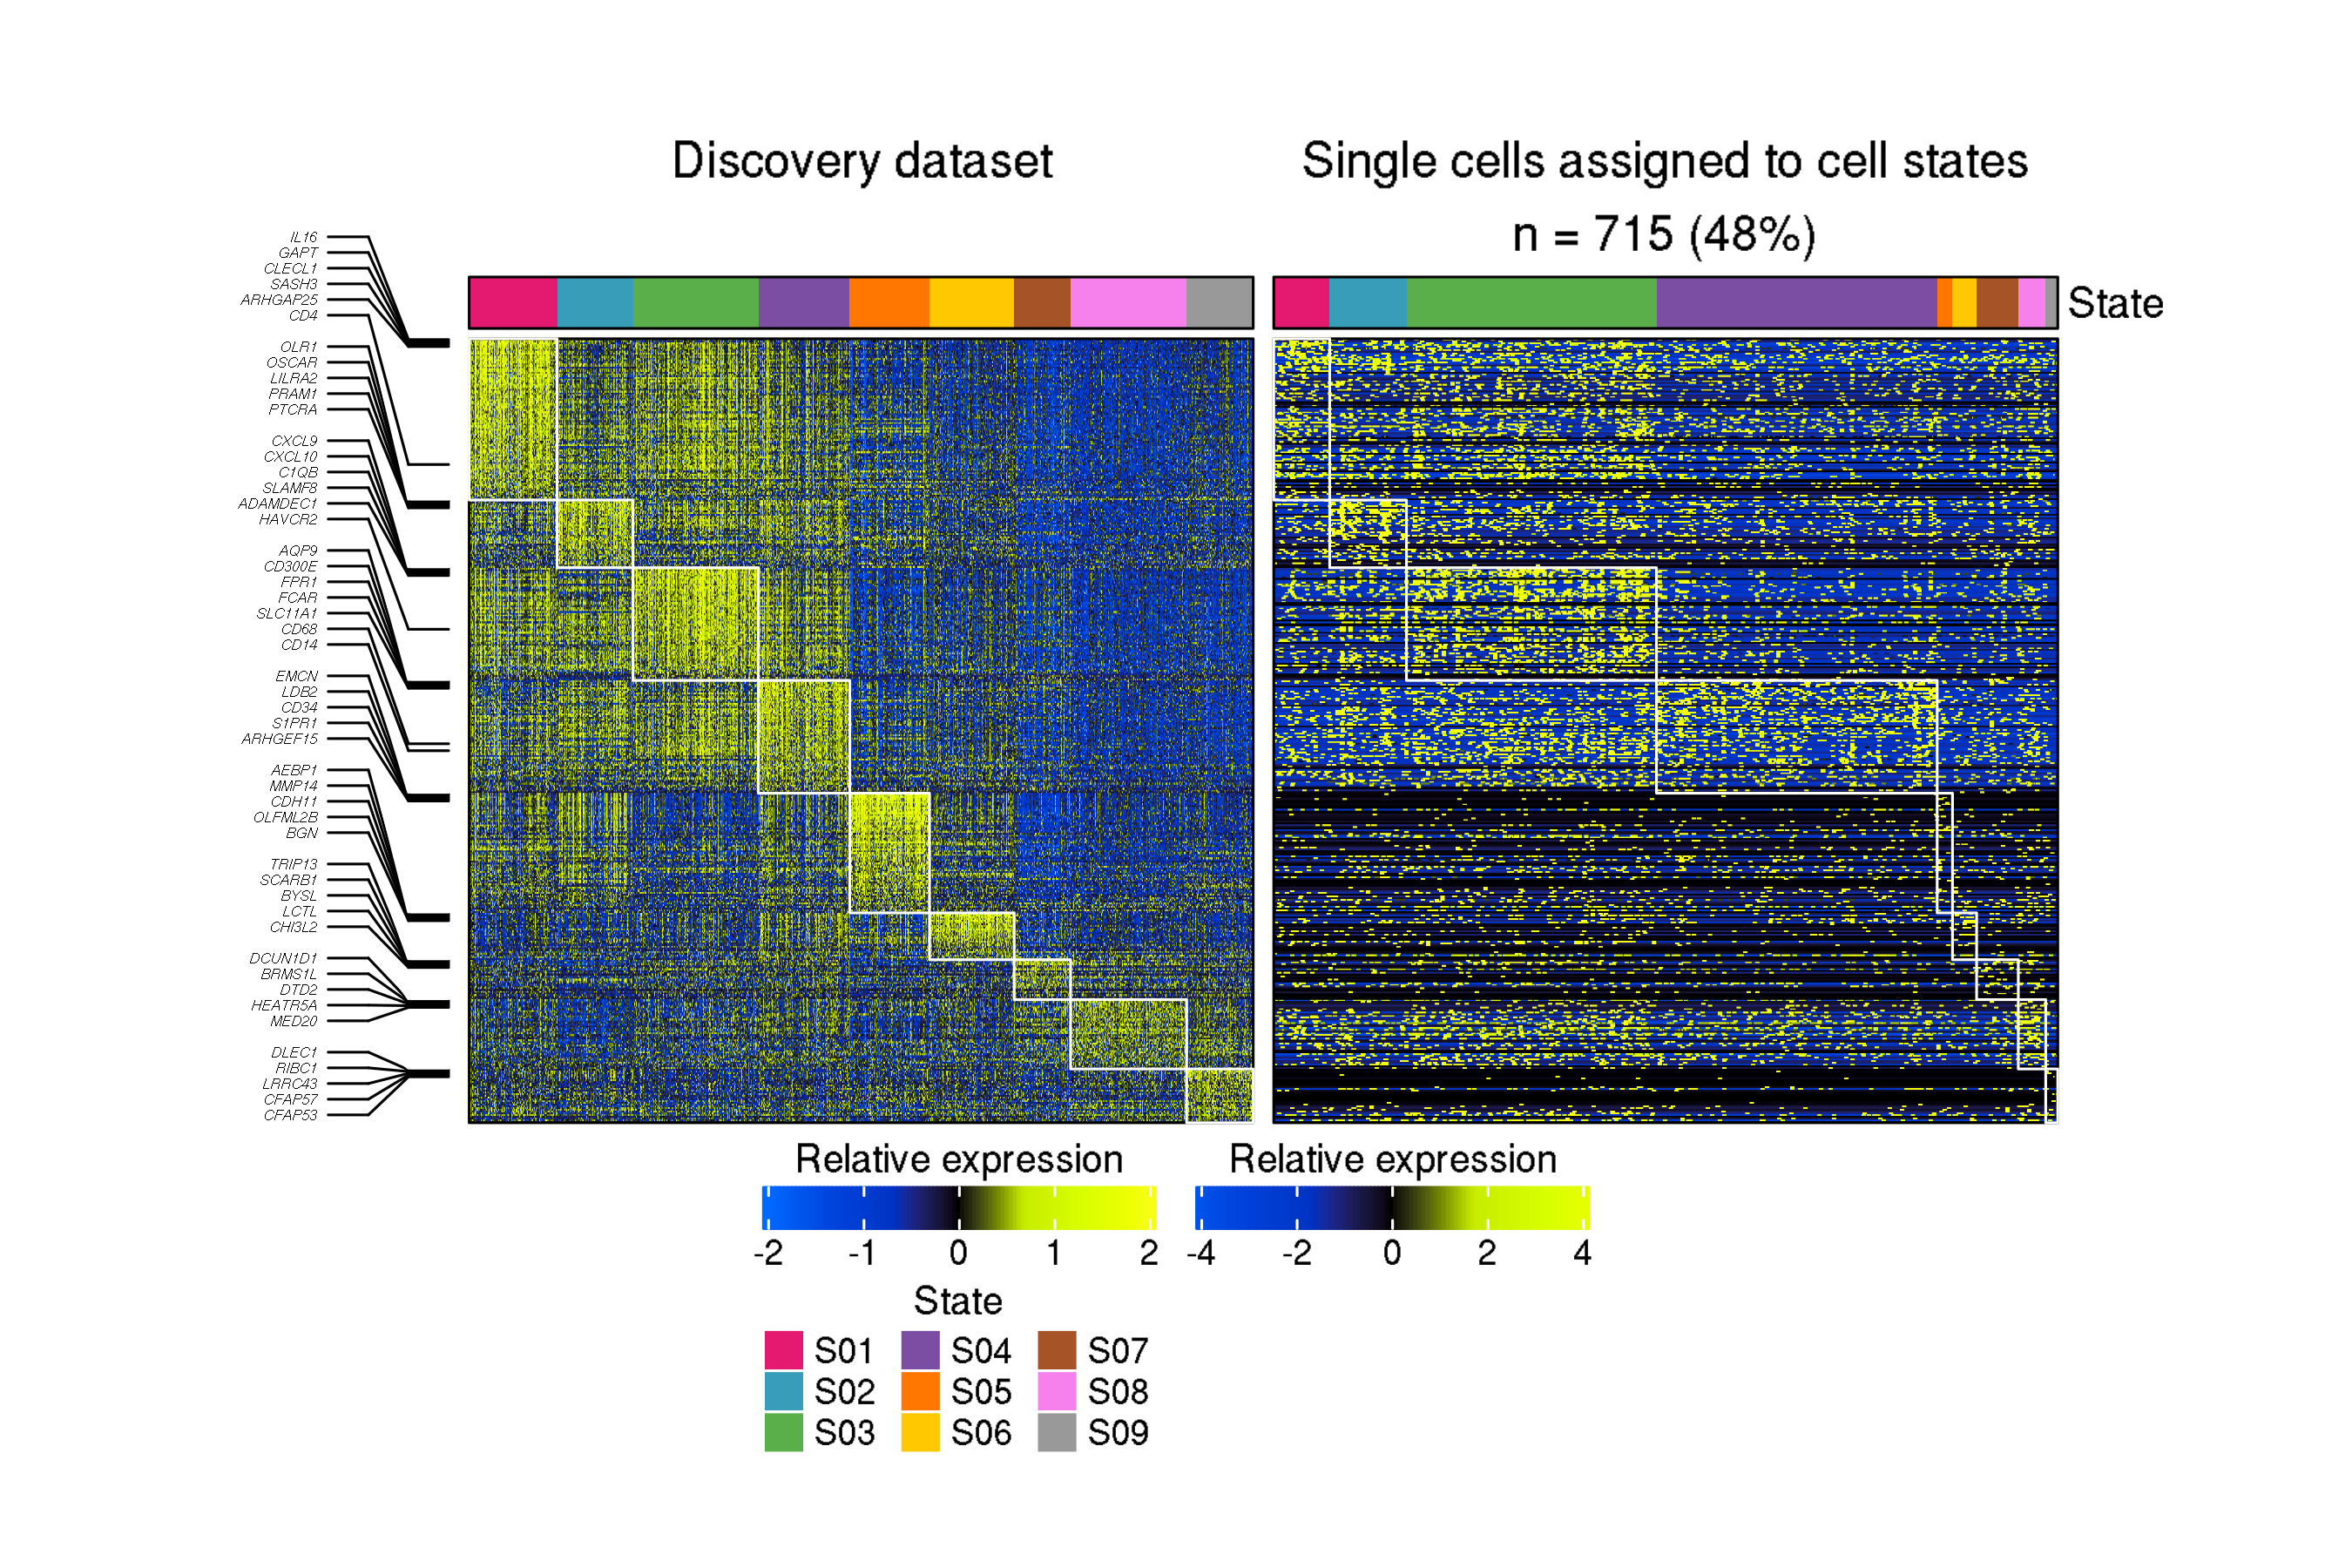 Discovery dataset
Single cells assigned to cell states
n = 715 (48%)
State
IL16
GAPT
CLECL1
SASH3
ARHGAP25
CD4
OLR1
OSCAR
LILRA2
PRAM1
PTCRA
CXCL9
CXCL10
C1QB
SLAMF8
ADAMDEC1
HAVCR2
AQP9
CD300E
FPR1
FCAR
SLC11A1
CD68
CD14
EMCN
LDB2
CD34
S1PR1
ARHGEF15
AEBP1
MMP14
CDH11
OLFML2B
BGN
TRIP13
SCARB1
BYSL
LCTL
CHI3L2
DCUN1D1
BRMS1L
DTD2
HEATR5A
MED20
DLEC1
RIBC1
LRRC43
CFAP57
CFAP53
Relative expression
-2 -1 0 1 2
Relative expression
-4 -2 0 2 4
State
S01 S04 S07
S02 S05 S08
S03 S06 S09